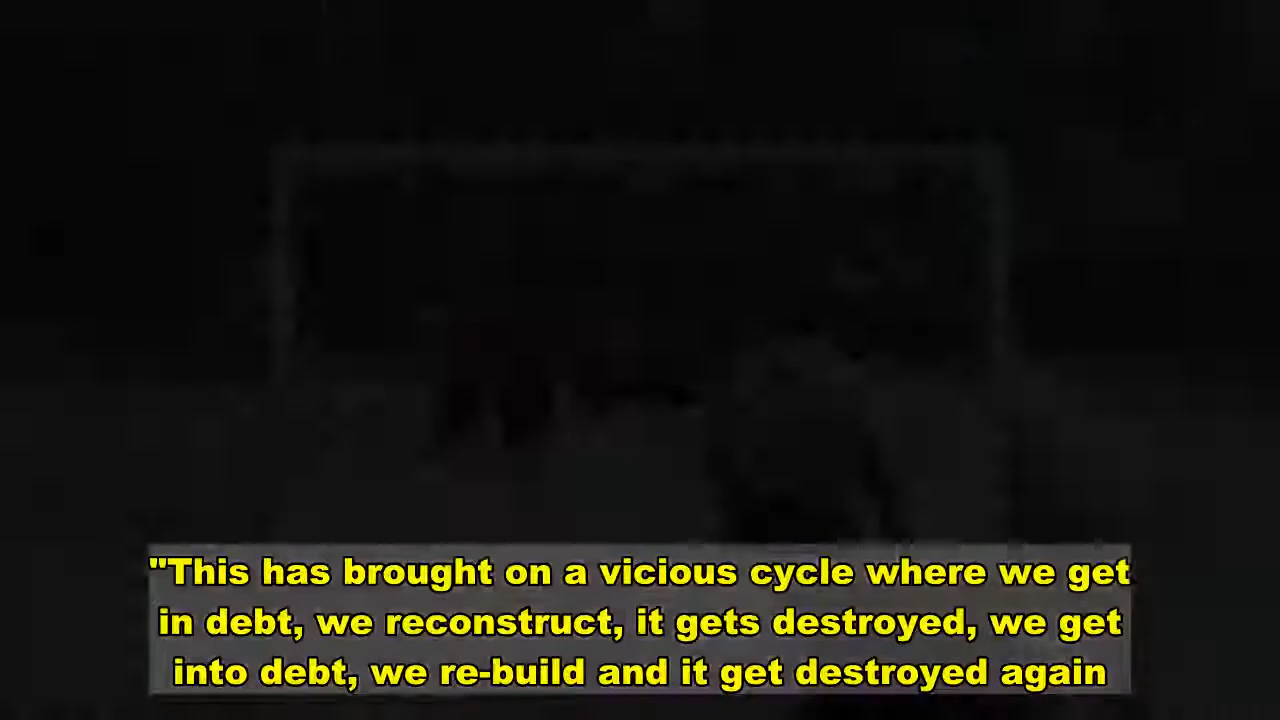 "This has brought on a vicious cycle where we get
in debt, we reconstruct, it gets destroyed, we get
into debt, we re-build and it get destroyed again